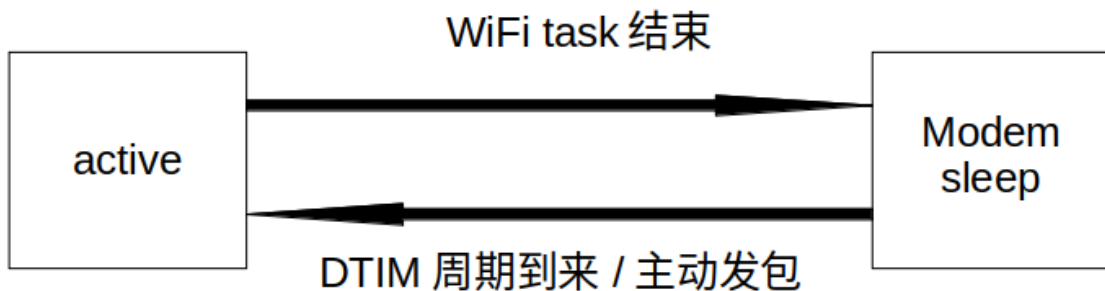 WiFi task 结束
active
Modem
sleep
DTIM 周期到来 / 主动发包